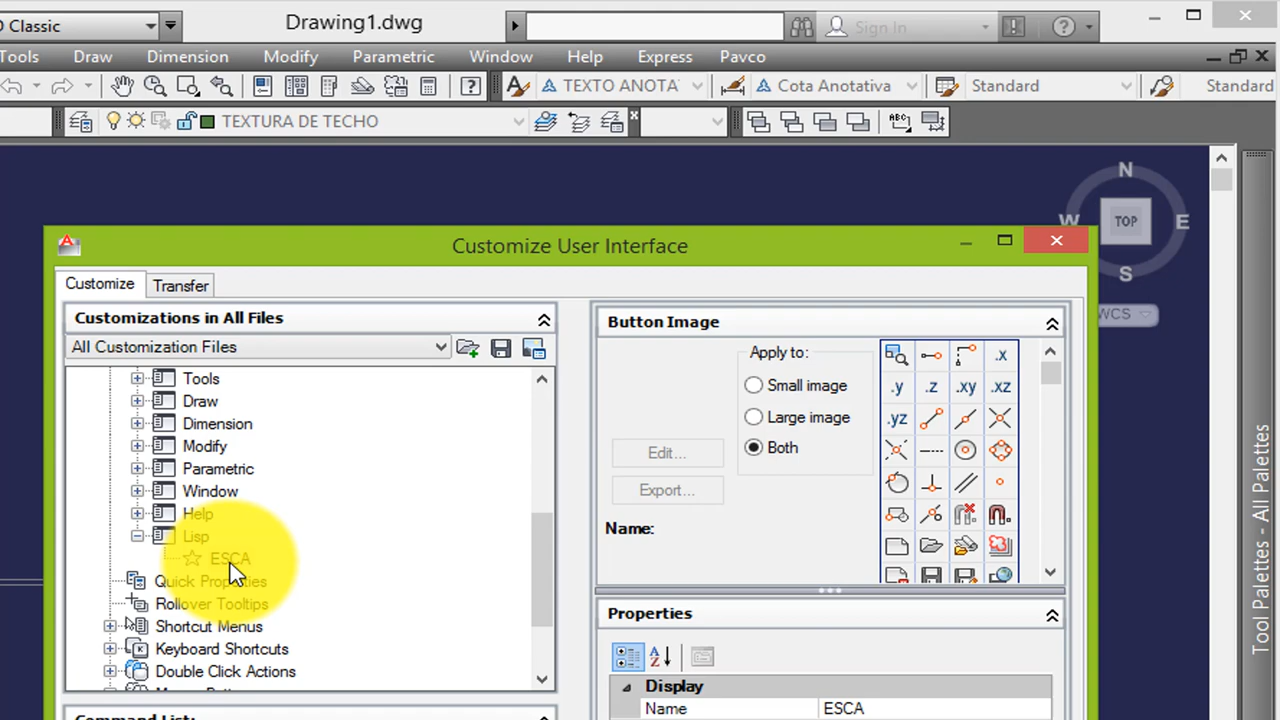 D Classic
Drawing1.dwg
Sign In
Tools Draw Dimension Modify Parametric Window Help Express Pavco
TEXTO ANOTA
Cota Anotativa
Standard
Standard
TEXTURA DE TECHO
ABC
N
W TOP E
S
WCS
Customize User Interface
Customize Transfer
Customizations in All Files
All Customization Files
Tools
Draw
Dimension
Modify
Parametric
Window
Help
Lisp
ESCA
Quick Properties
Rollover Tooltips
Shortcut Menus
Keyboard Shortcuts
Double Click Actions
Command List:
Button Image
Apply to:
Small image
Large image
Both
Edit...
Export...
Name:
.x
.y .z .xy .xz
.yz
Properties
Display
Name ESCA
Tool Palettes - All Palettes